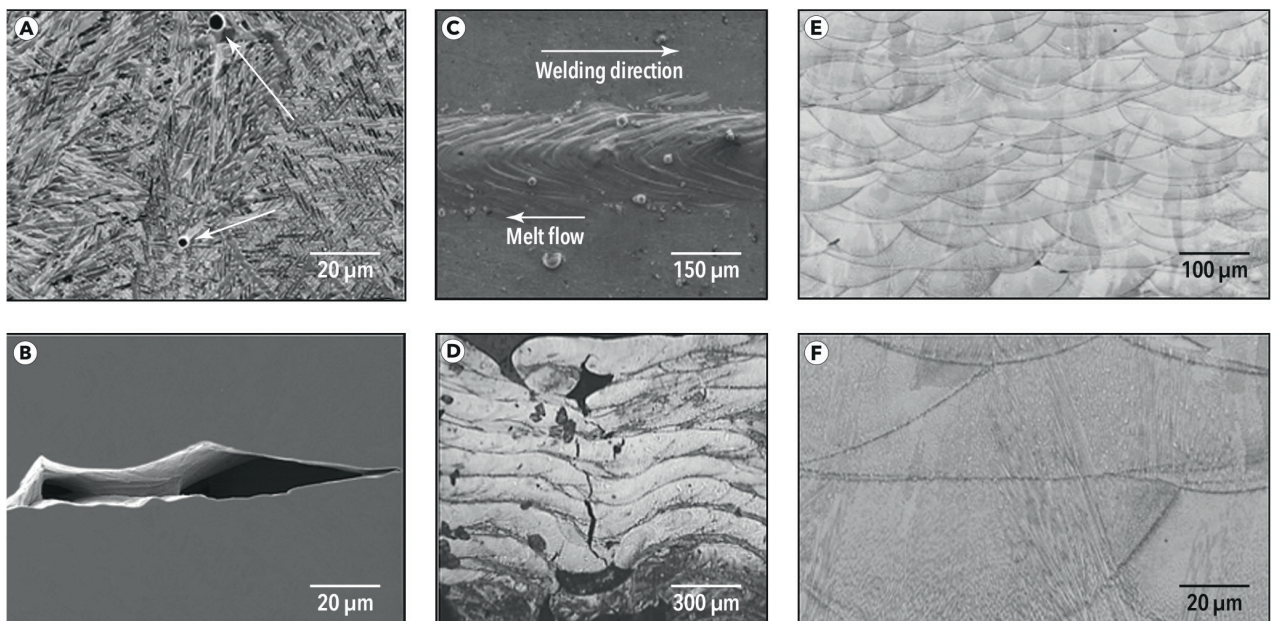 A
20 µm
C
Welding direction
Melt flow
150 µm
E
100 µm
B
20 µm
D
300 µm
F
20 µm